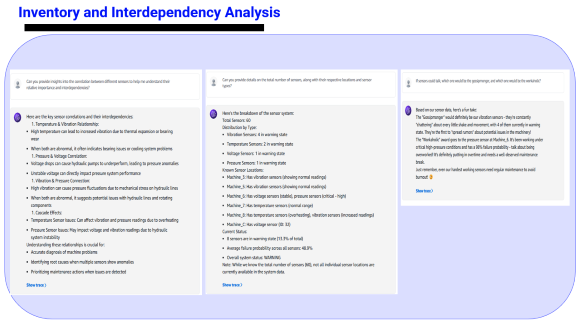 Inventory and Interdependency Analysis
Can you provide insights into the correlation between different sensors to help me understand their
relative importance and interdependencies?
Here are the key sensor correlations and their interdependencies:
1. Temperature & Vibration Relationship:
• High temperature can lead to increased vibration due to thermal expansion or bearing
wear
• When both are abnormal, it often indicates bearing issues or cooling system problems
1. Pressure & Voltage Correlation:
• Voltage drops can cause hydraulic pumps to underperform, leading to pressure anomalies
• Unstable voltage can directly impact pressure system performance
1. Vibration & Pressure Connection:
• High vibration can cause pressure fluctuations due to mechanical stress on hydraulic lines
• When both are abnormal, it suggests potential issues with hydraulic lines and rotating
components
1. Cascade Effects:
• Temperature Sensor Issues: Can affect vibration and pressure readings due to overheating
• Pressure Sensor Issues: May impact voltage and vibration readings due to hydraulic
system instability
Understanding these relationships is crucial for:
• Accurate diagnosis of machine problems
• Identifying root causes when multiple sensors show anomalies
• Prioritizing maintenance actions when issues are detected
Show trace >
Can you provide details on the total number of sensors, along with their respective locations and sensor
types?
Here's the breakdown of the sensor system:
Total Sensors: 60
Distribution by Type:
• Vibration Sensors: 4 in warning state
• Temperature Sensors: 2 in warning state
• Voltage Sensors: 1 in warning state
• Pressure Sensors: 1 in warning state
Known Sensor Locations:
• has vibration sensors (showing normal readings)
• has vibration sensors (showing normal readings)
• has voltage sensors (stable), pressure sensors (critical - high)
• has temperature sensors (normal range)
• has temperature sensors (overheating), vibration sensors (increased readings)
• has voltage sensor (ID: 32)
Current Status:
• 8 sensors are in warning state (13.3% of total)
• Average failure probability across all sensors: 48.9%
• Overall system status: WARNING
Note: While we know the total number of sensors (60), not all individual sensor locations are
currently available in the system data.
Show trace >
If sensors could talk, which one would be the gossipmonger, and which one would be the workaholic?
Based on our sensor data, here's a fun take:
The "Gossipmonger" would definitely be our vibration sensors - they're constantly
"chattering" about every little shake and movement, with 4 of them currently in warning
state. They're the first to "spread rumors" about potential issues in the machinery!
The "Workaholic" award goes to the pressure sensor at It's been working under
critical high-pressure conditions and has a 90% failure probability - talk about being
overworked! It's definitely putting in overtime and needs a well-deserved maintenance
break.
Just remember, even our hardest working sensors need regular maintenance to avoid
burnout!
Show trace >